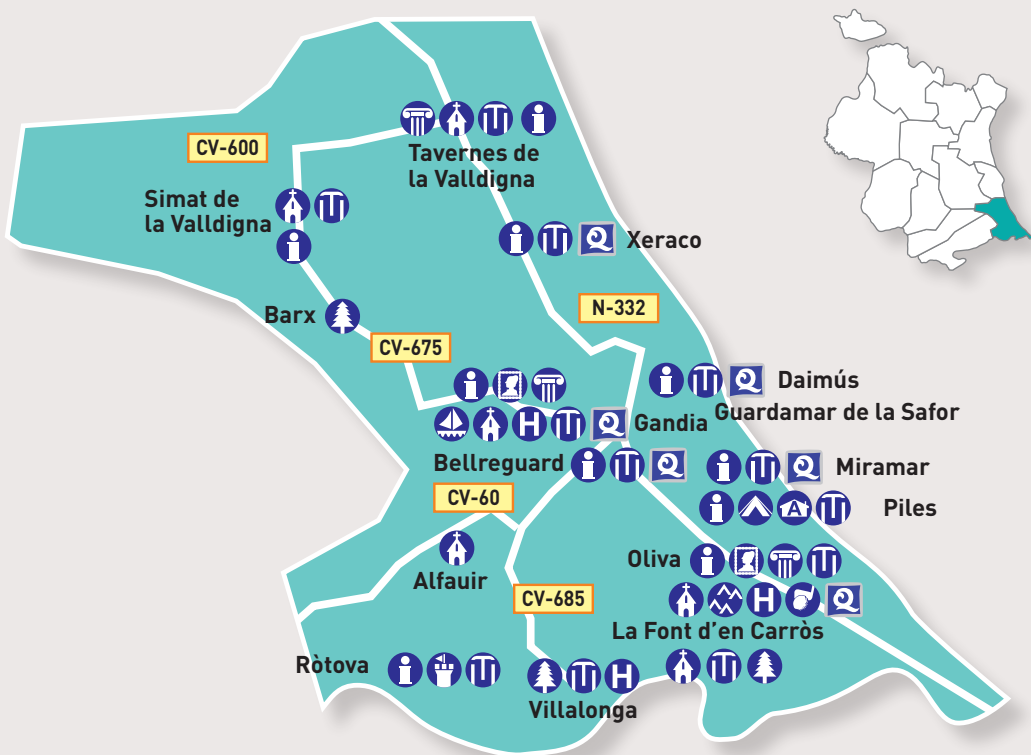 CV-600
Tavernes de
la Valldigna
Simat de
la Valldigna
Xeraco
Barx
N-332
CV-675
Daimús
Guardamar de la Safor
H
Gandia
Bellreguard
Miramar
CV-60
Piles
A
Oliva
Alfauir
CV-685
H
La Font d'en Carròs
Ròtova
H
Villalonga